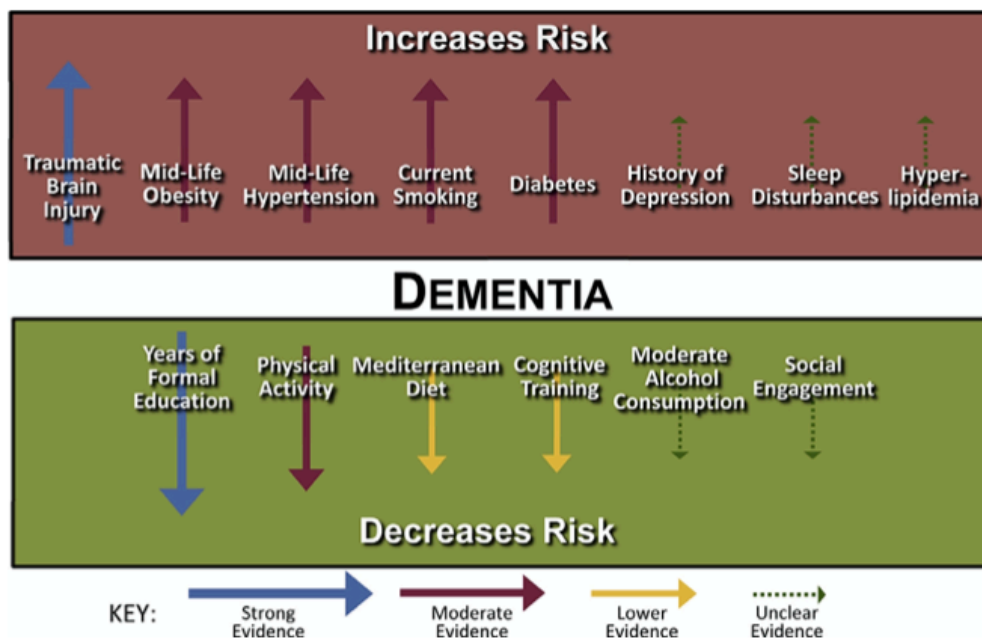 Increases Risk
Traumatic
Brain
Injury
Mid-Life
Obesity
Mid-Life
Hypertension
Current
Smoking
Diabetes
History of
Depression
Sleep
Disturbances
Hyper-
lipidemia
DEMENTIA
Years of
Formal
Education
Physical
Activity
Mediterranean
Diet
Cognitive
Training
Moderate
Alcohol
Consumption
Social
Engagement
Decreases Risk
KEY:
Strong
Evidence
Moderate
Evidence
Lower
Evidence
Unclear
Evidence